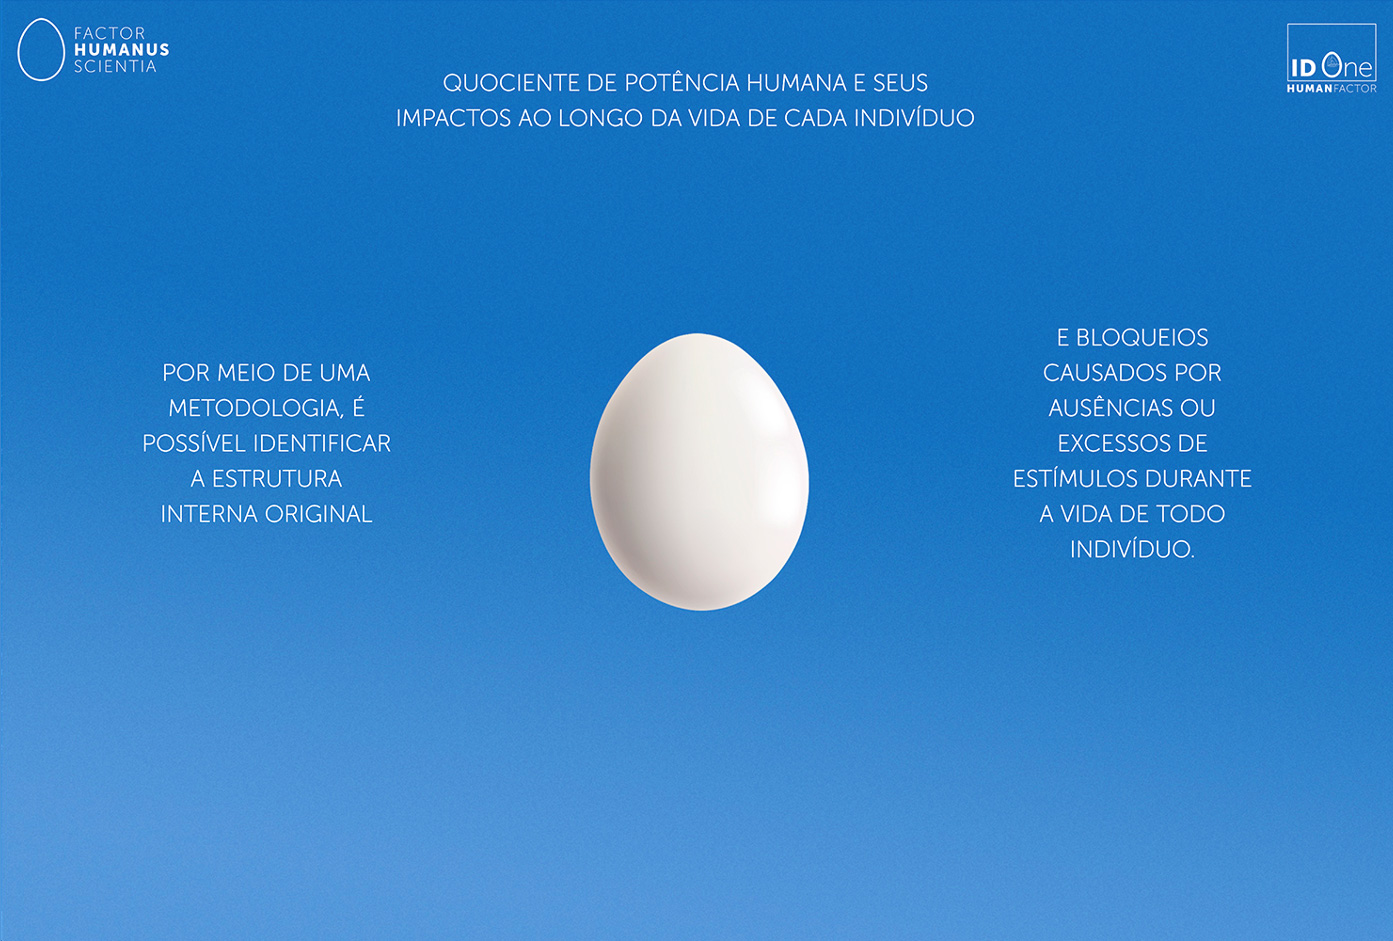 FACTOR
HUMANUS
SCIENTIA
ID One
HUMANFACTOR
QUOCIENTE DE POTÊNCIA HUMANA E SEUS
IMPACTOS AO LONGO DA VIDA DE CADA INDIVÍDUO
POR MEIO DE UMA
METODOLOGIA, É
POSSÍVEL IDENTIFICAR
A ESTRUTURA
INTERNA ORIGINAL
E BLOQUEIOS
CAUSADOS POR
AUSÊNCIAS OU
EXCESSOS DE
ESTÍMULOS DURANTE
A VIDA DE TODO
INDIVÍDUO.